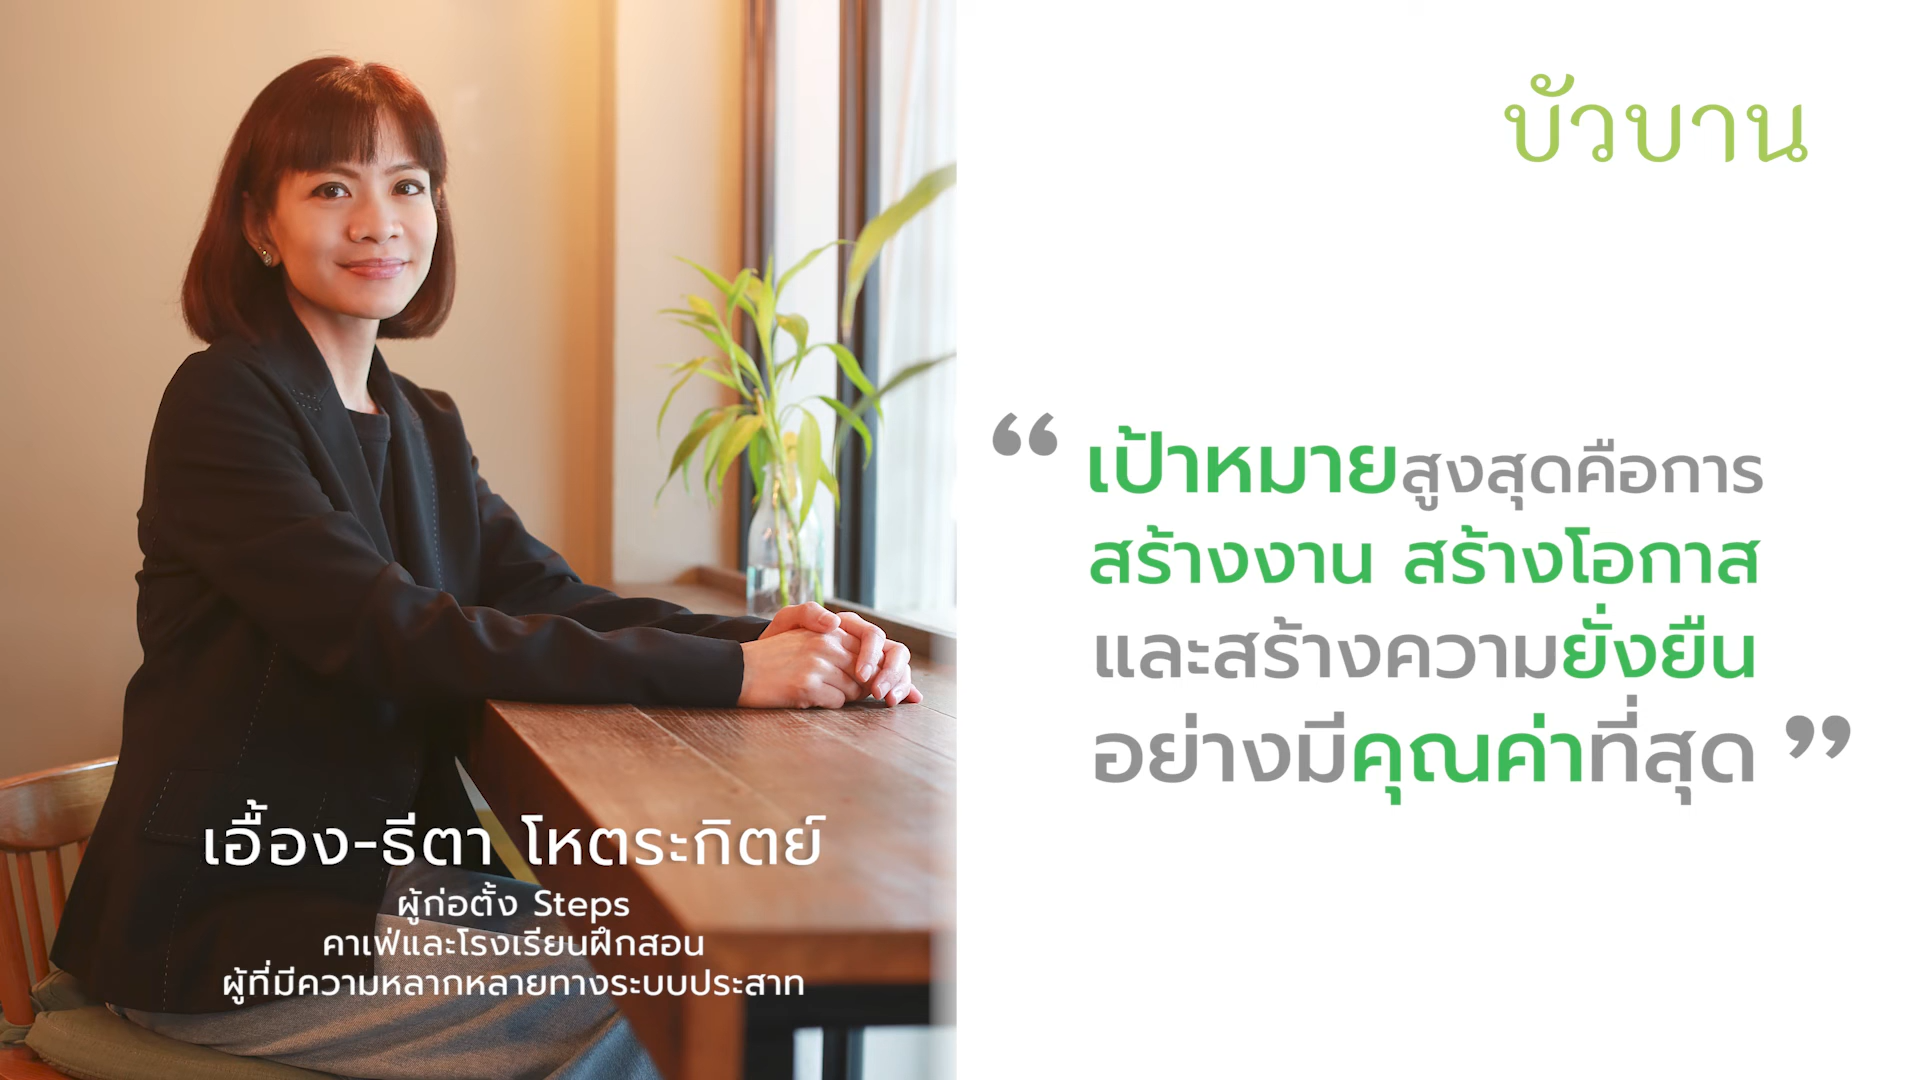 บัวบาน
“ เป้าหมายสูงสุดคือการ
สร้างงาน สร้างโอกาส
และสร้างความยั่งยืน
อย่างมีคุณค่าที่สุด ”
เอื้อง-ธีตา โหตระกิตย์
ผู้ก่อตั้ง Steps
คาเฟ่และโรงเรียนฝึกสอน
ผู้ที่มีความหลากหลายทางระบบประสาท